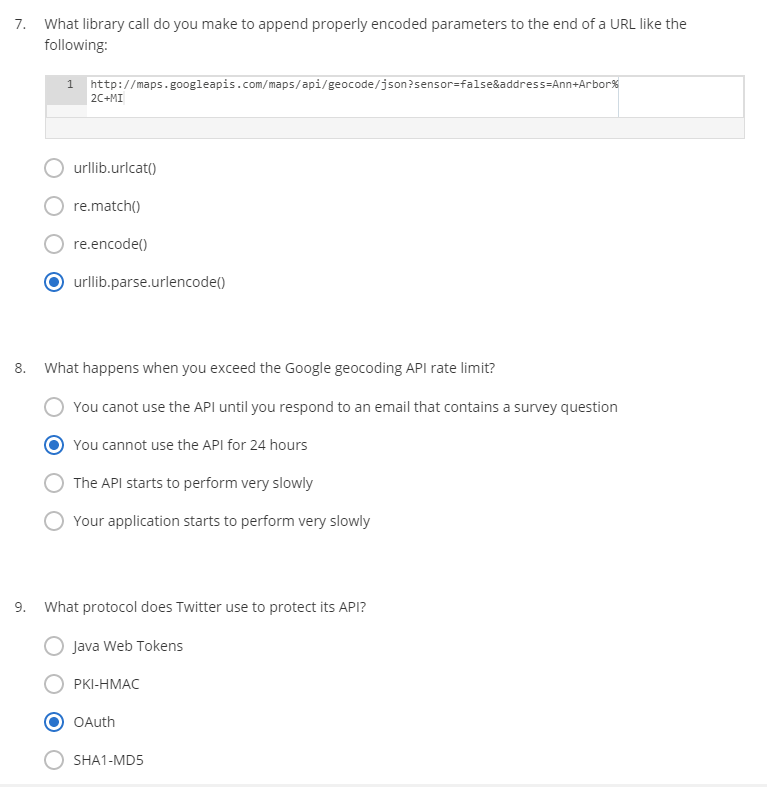 7. What library call do you make to append properly encoded parameters to the end of a URL like the
following:
1 http://maps.googleapis.com/maps/api/geocode/json?sensor=false&address=Ann+Arbor%
2C+MI
urllib.urlcat()
re.match()
re.encode()
urllib.parse.urlencode()
8. What happens when you exceed the Google geocoding API rate limit?
You canot use the API until you respond to an email that contains a survey question
You cannot use the API for 24 hours
The API starts to perform very slowly
Your application starts to perform very slowly
9. What protocol does Twitter use to protect its API?
Java Web Tokens
PKI-HMAC
OAuth
SHA1-MD5